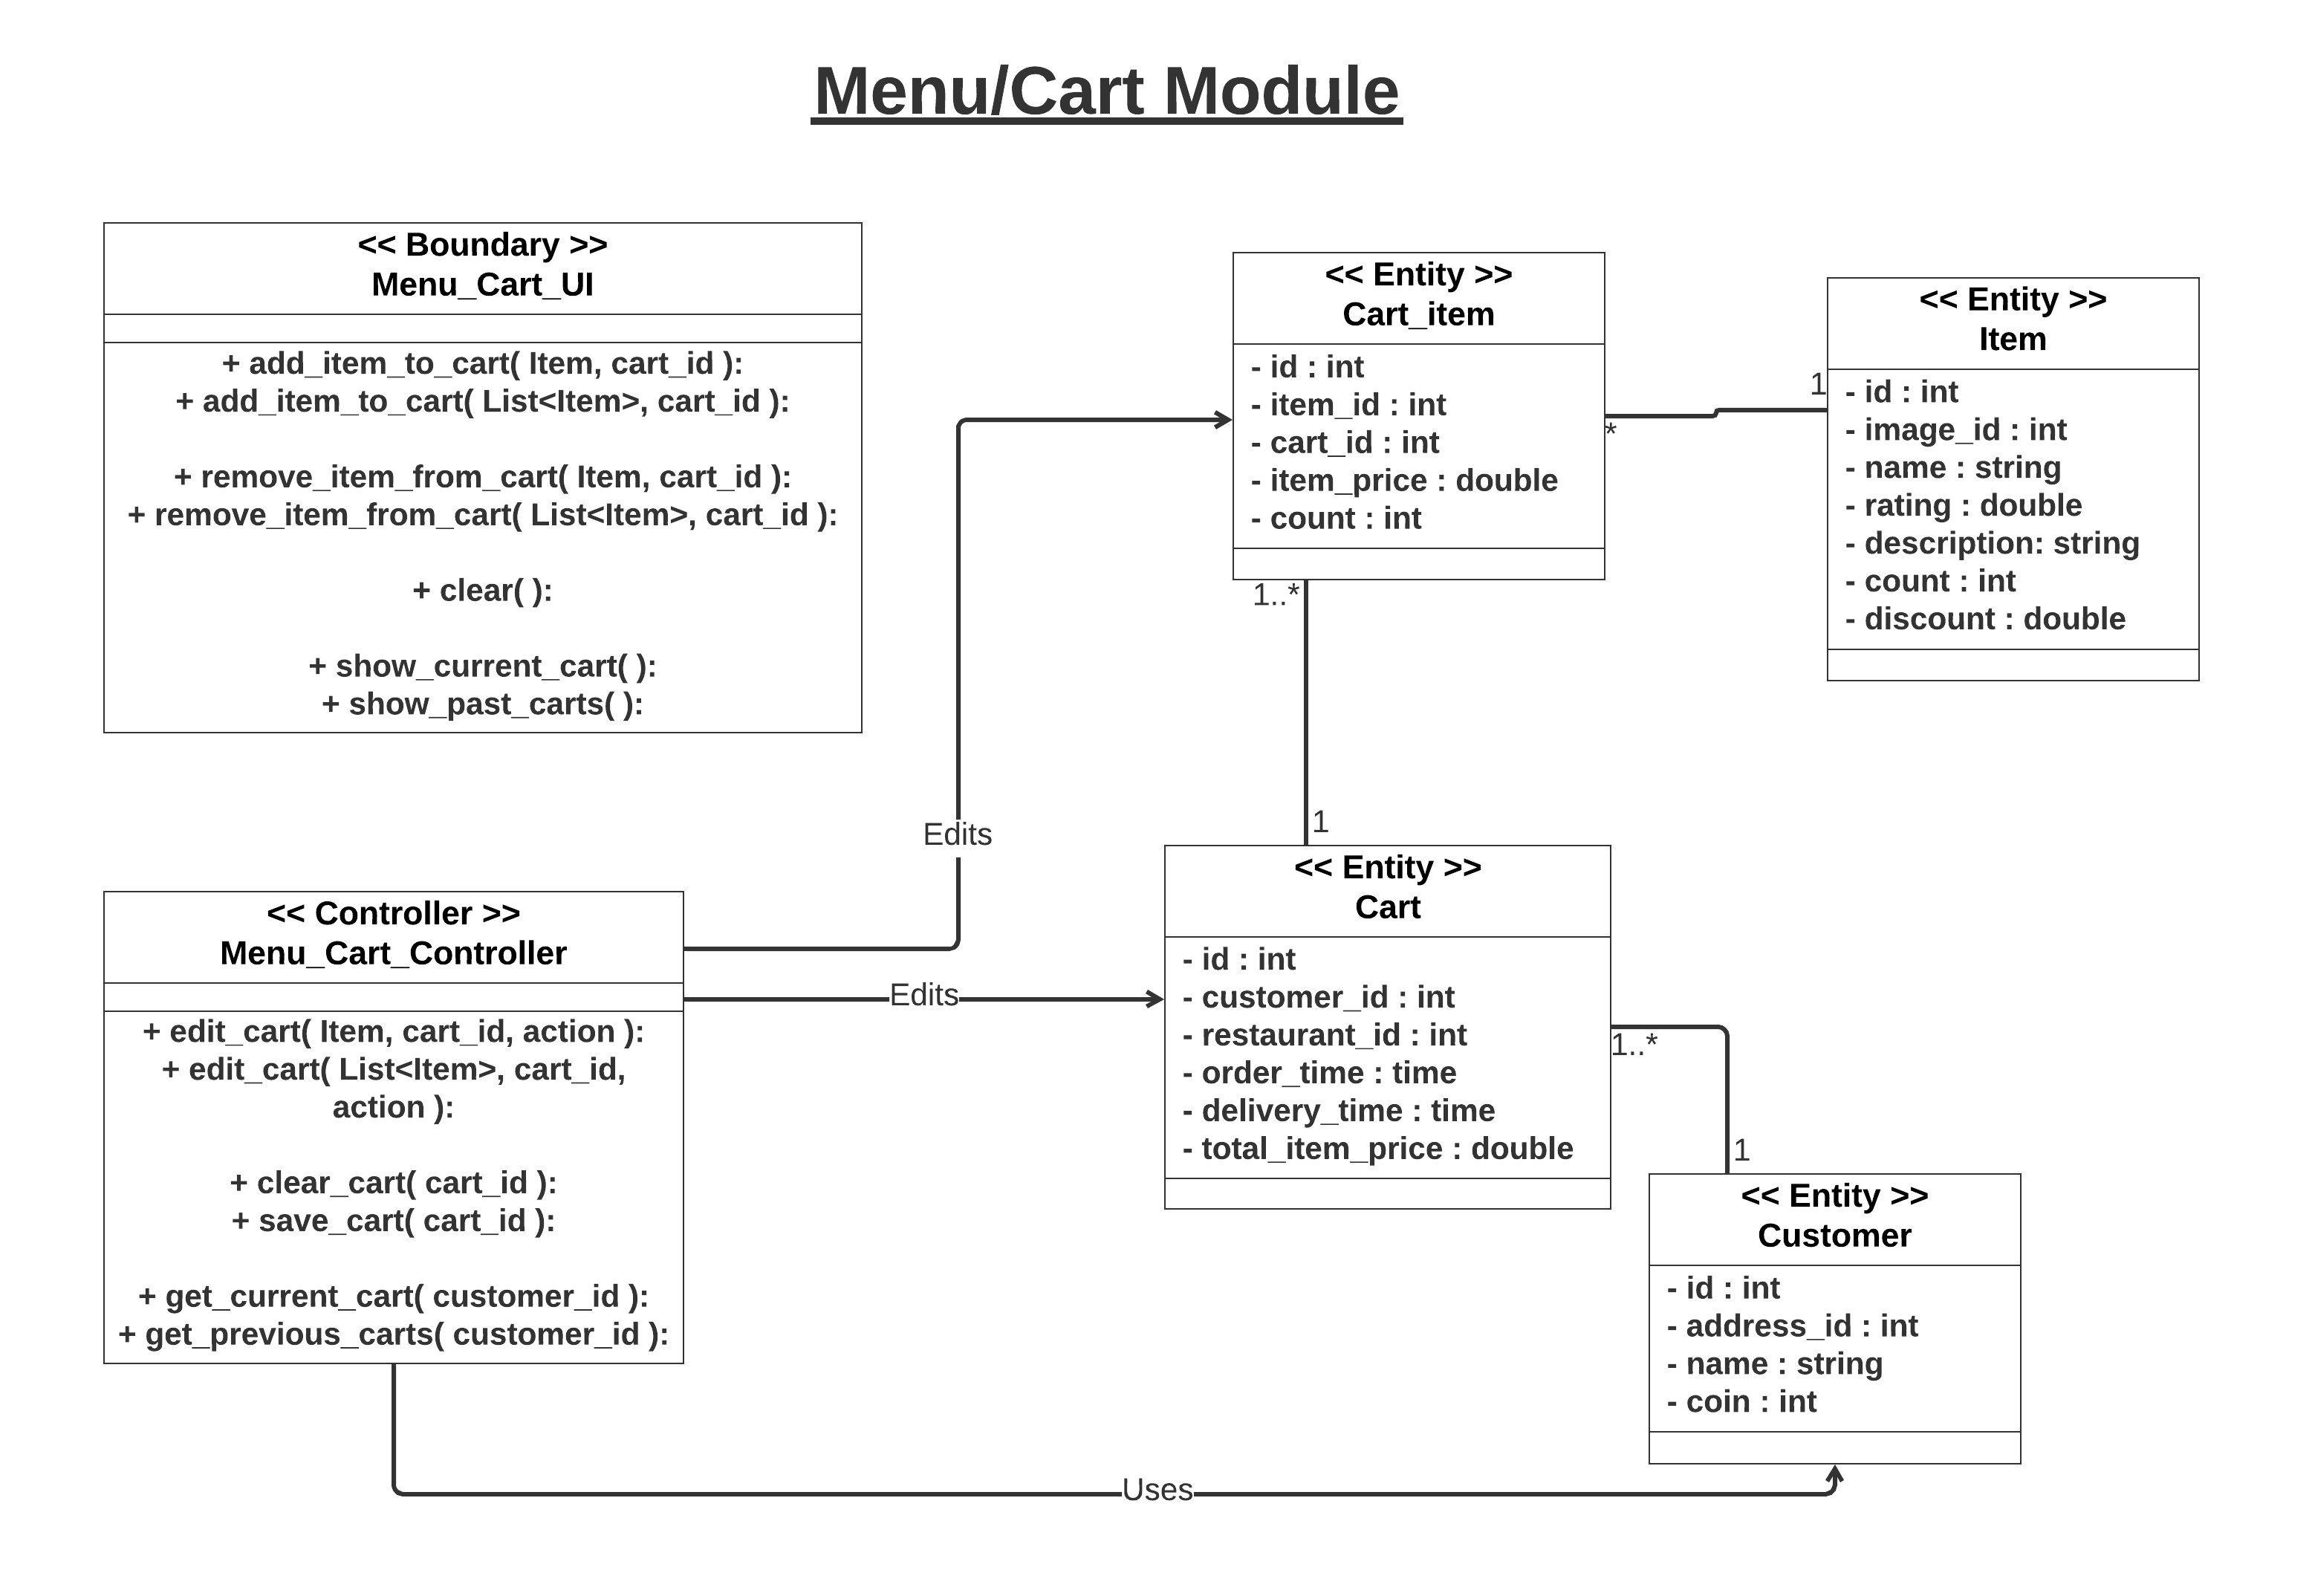 Menu/Cart Module
<< Boundary >>
Menu_Cart_UI
+ add_item_to_cart( Item, cart_id ):
+ add_item_to_cart( List<Item>, cart_id ):
+ remove_item_from_cart( Item, cart_id ):
+ remove_item_from_cart( List<Item>, cart_id ):
+ clear( ):
+ show_current_cart( ):
+ show_past_carts( ):
<< Entity >>
Cart_item
- id : int
- item_id : int
- cart_id : int
- item_price : double
- count : int
*
1
<< Entity >>
Item
- id : int
- image_id : int
- name : string
- rating : double
- description: string
- count : int
- discount : double
1..*
1
Edits
Edits
<< Controller >>
Menu_Cart_Controller
+ edit_cart( Item, cart_id, action ):
+ edit_cart( List<Item>, cart_id,
action ):
+ clear_cart( cart_id ):
+ save_cart( cart_id ):
+ get_current_cart( customer_id ):
+ get_previous_carts( customer_id ):
<< Entity >>
Cart
- id : int
- customer_id : int
- restaurant_id : int
- order_time : time
- delivery_time : time
- total_item_price : double
1..*
1
<< Entity >>
Customer
- id : int
- address_id : int
- name : string
- coin : int
Uses